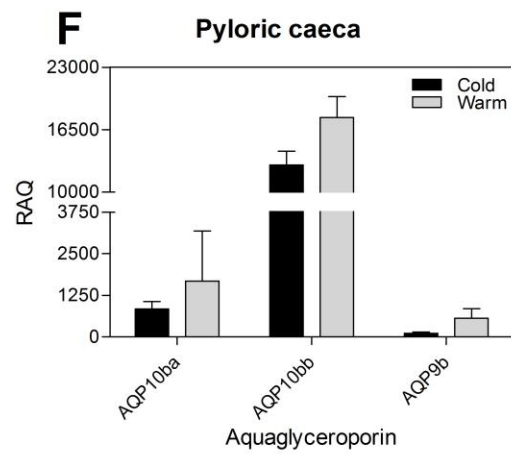 F
Pyloric caeca
23000
16500
10000
3750
2500
1250
0
RAQ
Cold
Warm
AQP10ba
AQP10bb
AQP9b
Aquaglyceroporin